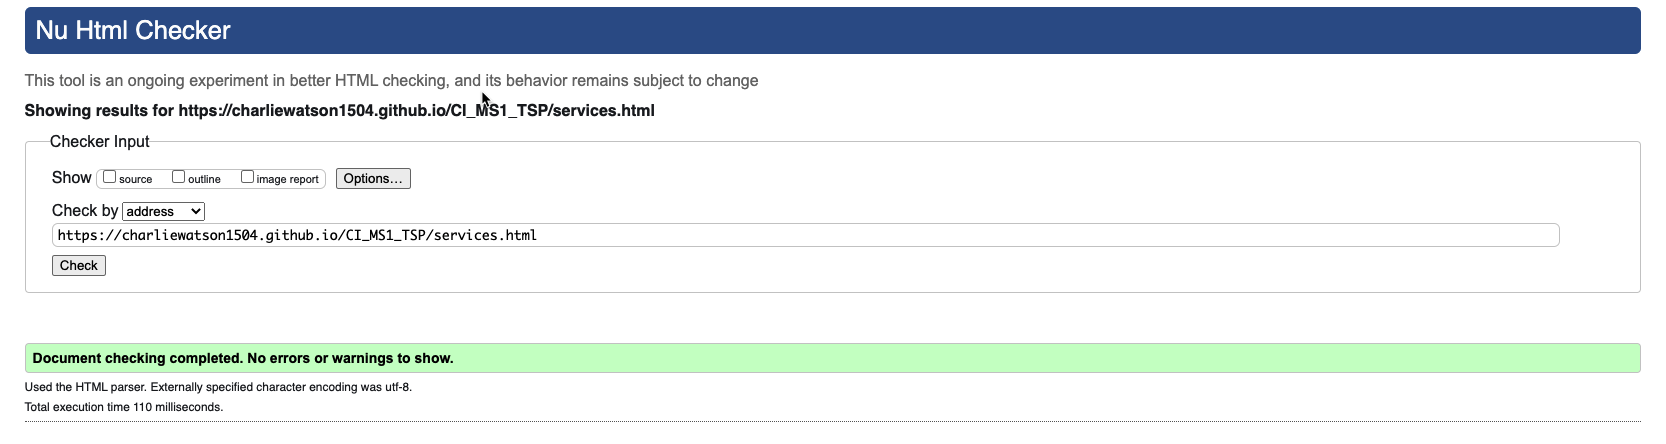 Nu Html Checker
This tool is an ongoing experiment in better HTML checking, and its behavior remains subject to change
Showing results for https://charliewatson1504.github.io/CI_MS1_TSP/services.html
Checker Input
Show source outline image report Options...
Check by address
https://charliewatson1504.github.io/CI_MS1_TSP/services.html
Check
Document checking completed. No errors or warnings to show.
Used the HTML parser. Externally specified character encoding was utf-8.
Total execution time 110 milliseconds.